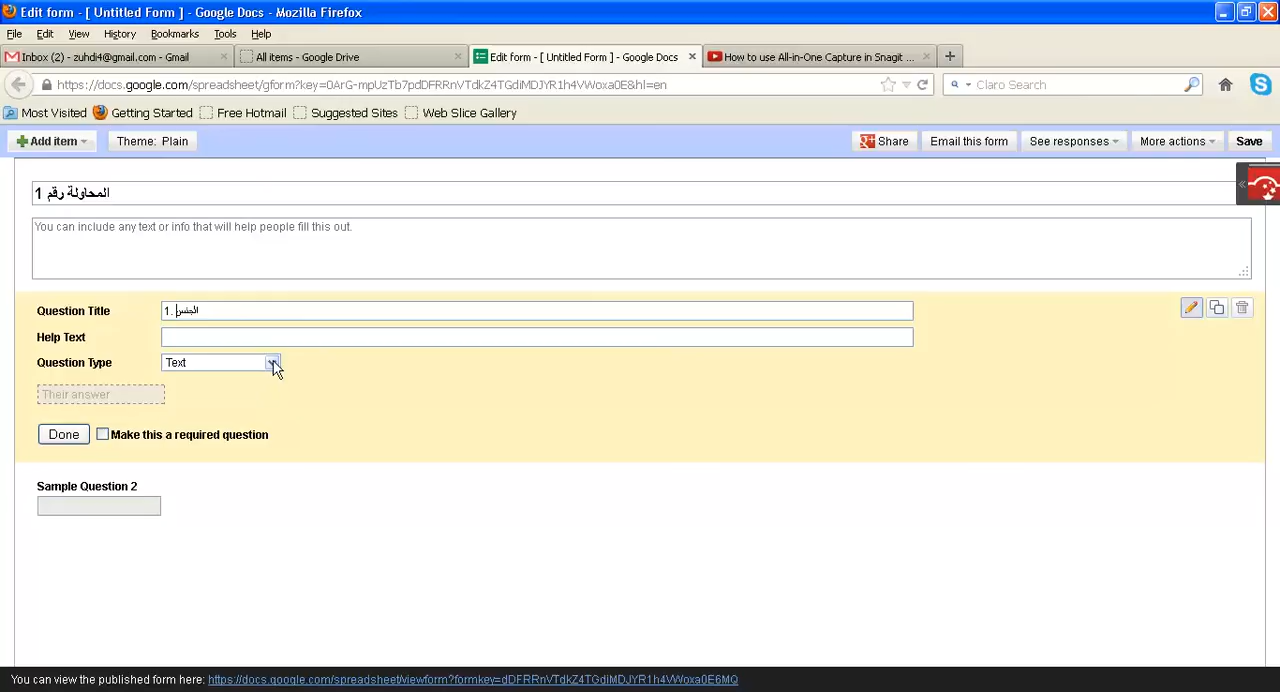 Edit form - [ Untitled Form ] - Google Docs - Mozilla Firefox
File Edit View History Bookmarks Tools Help
Inbox (2) - zuhdi4@gmail.com - Gmail All items - Google Drive Edit form - [ Untitled Form ] - Google Docs How to use All-in-One Capture in Snagit ...
https://docs.google.com/spreadsheet/gform?key=0ArG-mpUzTb7pdDFRRnVTdkZ4TGdiMDJYR1h4VWoxa0E&hl=en Claro Search
Most Visited Getting Started Free Hotmail Suggested Sites Web Slice Gallery
Add item Theme: Plain Share Email this form See responses More actions Save
المحاولة رقم 1
You can include any text or info that will help people fill this out.
Question Title 1. الجنس
Help Text
Question Type Text
Their answer
Done Make this a required question
Sample Question 2
You can view the published form here: https://docs.google.com/spreadsheet/viewform?formkey=dDFRRnVTdkZ4TGdiMDJYR1h4VWoxa0E6MQ